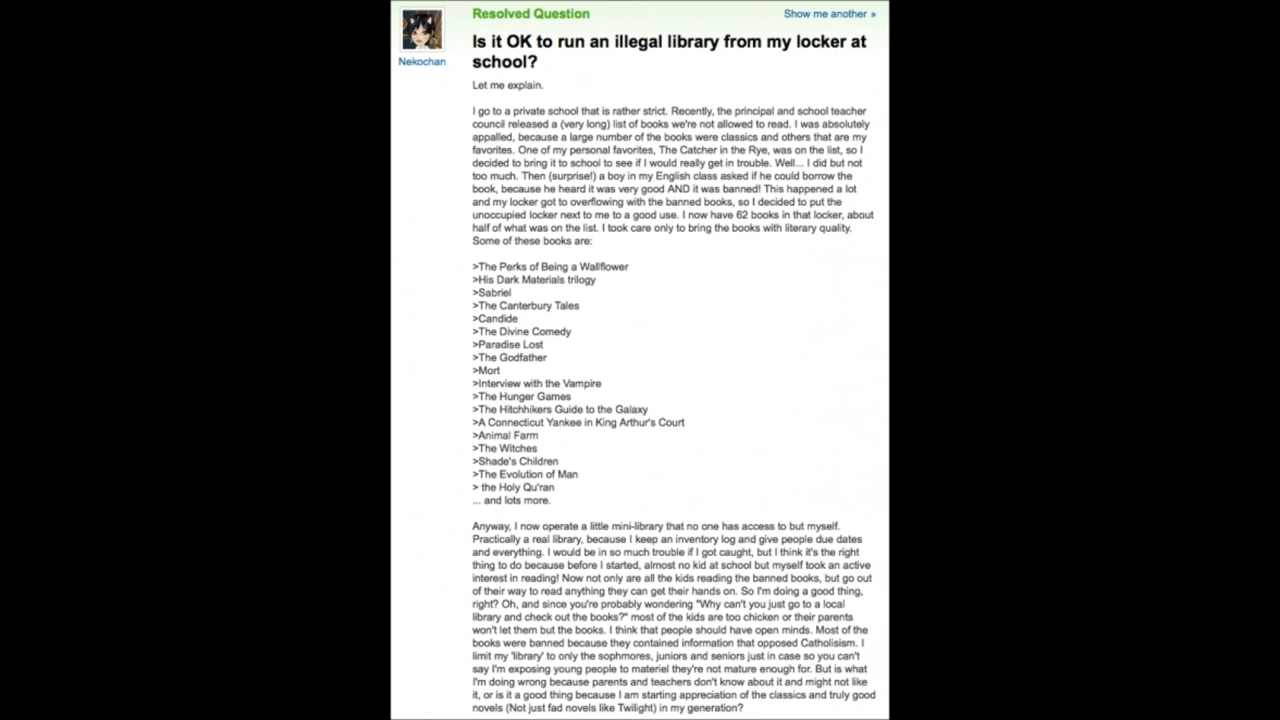 Resolved Question
Show me another »
Is it OK to run an illegal library from my locker at
school?
Nekochan
Let me explain.
I go to a private school that is rather strict. Recently, the principal and school teacher
council released a (very long) list of books we're not allowed to read. I was absolutely
appalled, because a large number of the books were classics and others that are my
favorites. One of my personal favorites, The Catcher in the Rye, was on the list, so I
decided to bring it to school to see if I would really get in trouble. Well... I did but not
too much. Then (surprise!) a boy in my English class asked if he could borrow the
book, because he heard it was very good AND it was banned! This happened a lot
and my locker got to overflowing with the banned books, so I decided to put the
unoccupied locker next to me to a good use. I now have 62 books in that locker, about
half of what was on the list. I took care only to bring the books with literary quality.
Some of these books are:
>The Perks of Being a Wallflower
>His Dark Materials trilogy
>Sabriel
>The Canterbury Tales
>Candide
>The Divine Comedy
>Paradise Lost
>The Godfather
>Mort
>Interview with the Vampire
>The Hunger Games
>The Hitchhikers Guide to the Galaxy
>A Connecticut Yankee in King Arthur's Court
>Animal Farm
>The Witches
>Shade's Children
>The Evolution of Man
> the Holy Qu'ran
... and lots more.
Anyway, I now operate a little mini-library that no one has access to but myself.
Practically a real library, because I keep an inventory log and give people due dates
and everything. I would be in so much trouble if I got caught, but I think it's the right
thing to do because before I started, almost no kid at school but myself took an active
interest in reading! Now not only are all the kids reading the banned books, but go out
of their way to read anything they can get their hands on. So I'm doing a good thing,
right? Oh, and since you're probably wondering "Why can't you just go to a local
library and check out the books?" most of the kids are too chicken or their parents
won't let them but the books. I think that people should have open minds. Most of the
books were banned because they contained information that opposed Catholisism. I
limit my 'library' to only the sophmores, juniors and seniors just in case so you can't
say I'm exposing young people to materiel they're not mature enough for. But is what
I'm doing wrong because parents and teachers don't know about it and might not like
it, or is it a good thing because I am starting appreciation of the classics and truly good
novels (Not just fad novels like Twilight) in my generation?